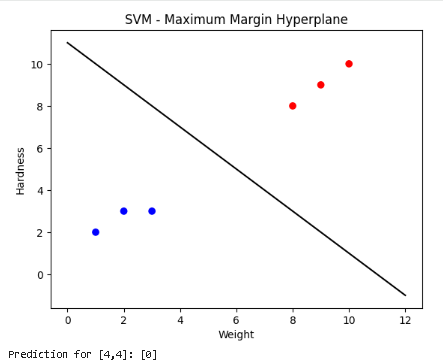 SVM - Maximum Margin Hyperplane
10
8
6
4
2
0
Hardness
0 2 4 6 8 10 12
Weight
Prediction for [4,4]: [0]